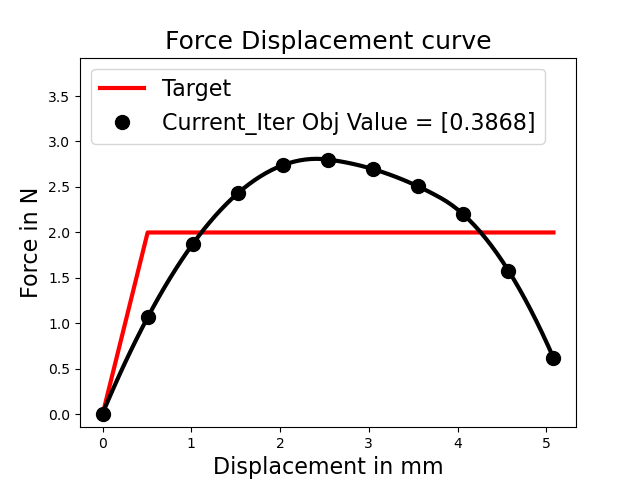 Force Displacement curve
Target
Current_Iter Obj Value = [0.3868]
3.5
3.0
2.5
2.0
1.5
1.0
0.5
0.0
Force in N
0 1 2 3 4 5
Displacement in mm